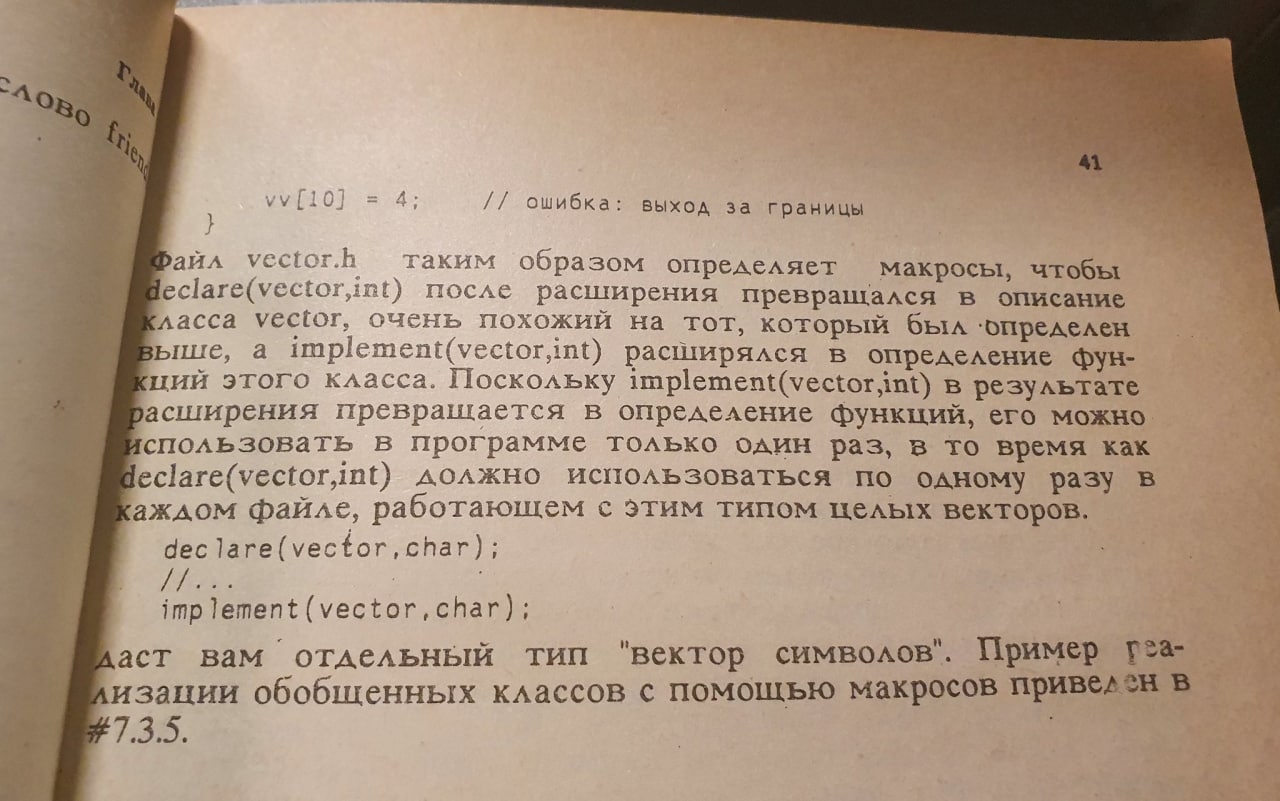 Глава
слово friend
41
vv[10] = 4;    // ошибка: выход за границы
}
Файл vector.h таким образом определяет макросы, чтобы
declare(vector,int) после расширения превращался в описание
класса vector, очень похожий на тот, который был определен
выше, а implement(vector,int) расширялся в определение фун-
кций этого класса. Поскольку implement(vector,int) в результате
расширения превращается в определение функций, его можно
использовать в программе только один раз, в то время как
declare(vector,int) должно использоваться по одному разу в
каждом файле, работающем с этим типом целых векторов.
declare(vector,char);
//...
implement(vector,char);
даст вам отдельный тип "вектор символов". Пример реа-
лизации обобщенных классов с помощью макросов приведен в
#7.3.5.